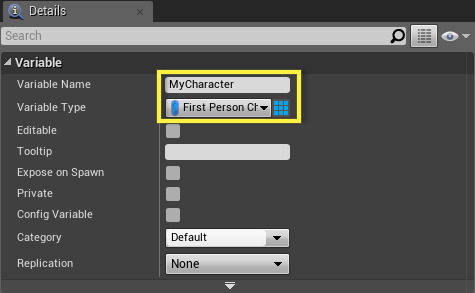 Details
Search
Variable
Variable Name MyCharacter
Variable Type First Person Ch
Editable
Tooltip
Expose on Spawn
Private
Config Variable
Category Default
Replication None